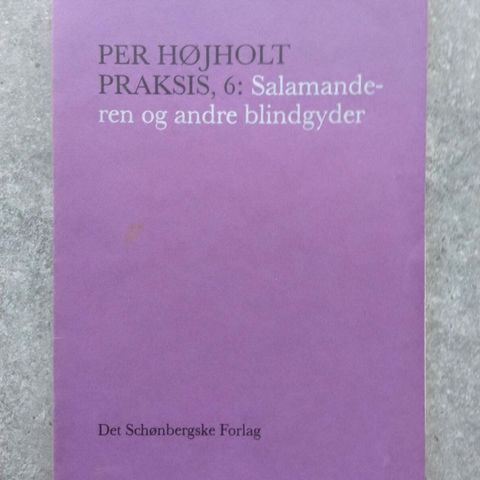 PER HØJHOLT
PRAKSIS, 6: Salamande-
ren og andre blindgyder
Det Schønbergske Forlag